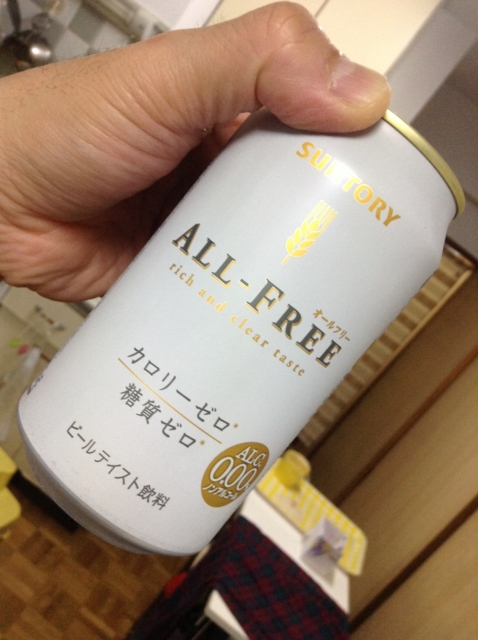 SUNTORY
オールフリー
ALL-FREE
rich and clear taste
カロリーゼロ*
糖質ゼロ*
ALC.
0.00
ノンアルコール
ビールテイスト飲料